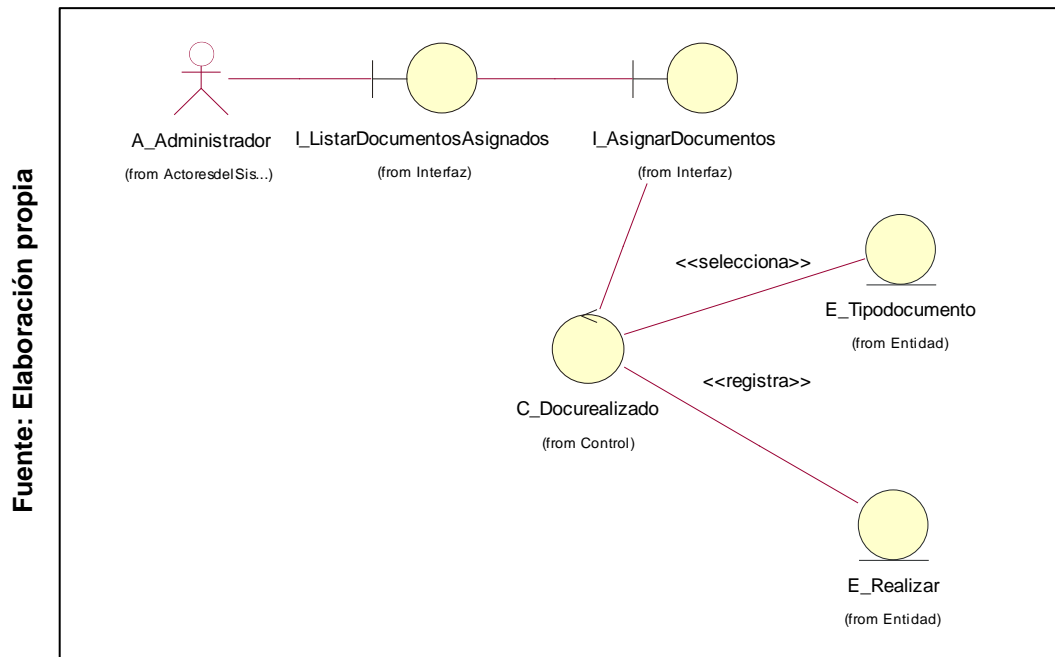 Fuente: Elaboración propia
A_Administrador
(from ActoresdelSis...)
I_ListarDocumentosAsignados
(from Interfaz)
I_AsignarDocumentos
(from Interfaz)
<<selecciona>>
E_Tipodocumento
(from Entidad)
<<registra>>
C_Docurealizado
(from Control)
E_Realizar
(from Entidad)